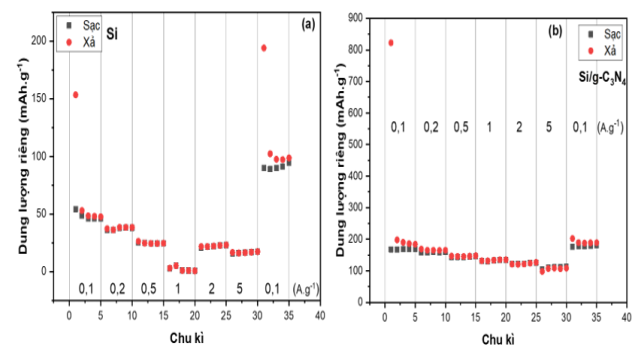 Si
(a)
Sạc
Xả
Dung lượng riêng (mAh.g⁻¹)
200
150
100
50
0
0,1 0,2 0,5 1 2 5 0,1 (A.g⁻¹)
0 5 10 15 20 25 30 35 40
Chu kì
(b)
Sạc
Xả
Si/g-C₃N₄
Dung lượng riêng (mAh.g⁻¹)
900
800
700
600
500
400
300
200
100
0
0,1 0,2 0,5 1 2 5 0,1 (A.g⁻¹)
0 5 10 15 20 25 30 35 40
Chu kì